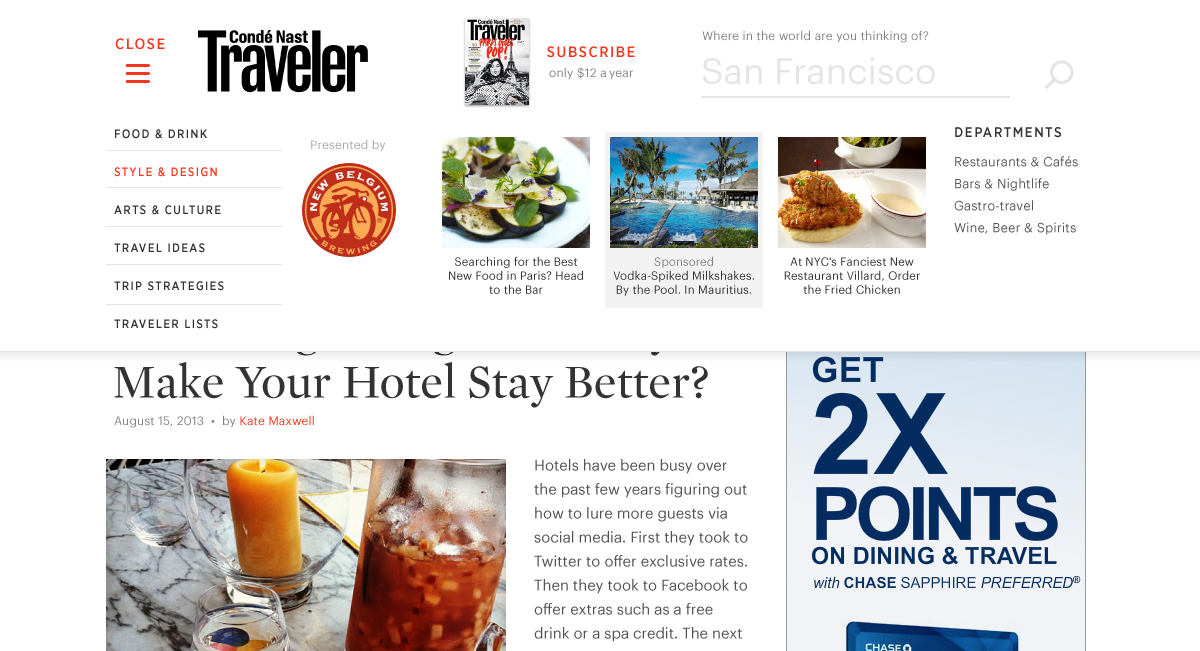 CLOSE
Condé Nast
Traveler
Condé Nast
Traveler
POP!
SUBSCRIBE
only $12 a year
Where in the world are you thinking of?
San Francisco
FOOD & DRINK
STYLE & DESIGN
ARTS & CULTURE
TRAVEL IDEAS
TRIP STRATEGIES
TRAVELER LISTS
Presented by
NEW BELGIUM
BREWING
Searching for the Best
New Food in Paris? Head
to the Bar
Sponsored
Vodka-Spiked Milkshakes.
By the Pool. In Mauritius.
At NYC's Fanciest New
Restaurant Villard, Order
the Fried Chicken
DEPARTMENTS
Restaurants & Cafés
Bars & Nightlife
Gastro-travel
Wine, Beer & Spirits
Make Your Hotel Stay Better?
August 15, 2013 • by Kate Maxwell
Hotels have been busy over
the past few years figuring out
how to lure more guests via
social media. First they took to
Twitter to offer exclusive rates.
Then they took to Facebook to
offer extras such as a free
drink or a spa credit. The next
GET
2X
POINTS
ON DINING & TRAVEL
with CHASE SAPPHIRE PREFERRED®
CHASE